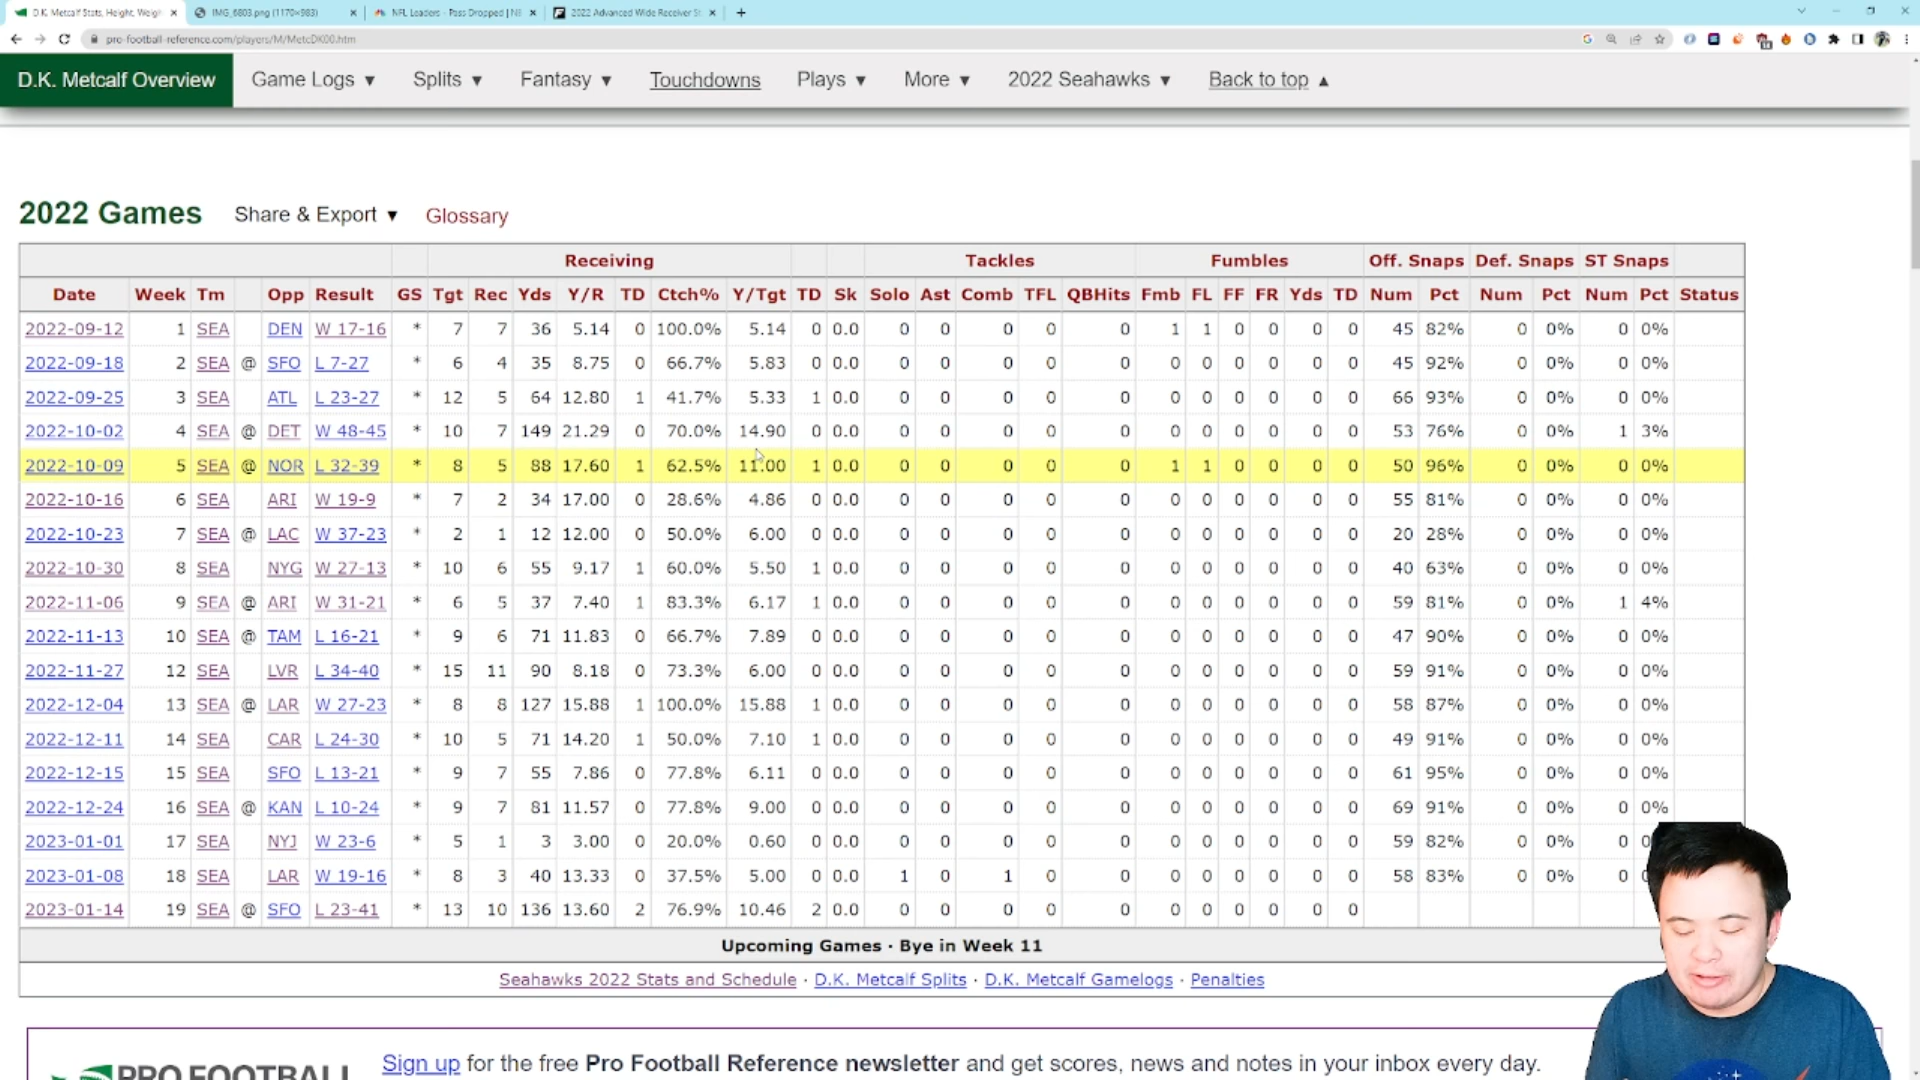 D.K. Metcalf Stats, Height, Weigh × IMG_6803.png (1170×983) × NFL Leaders - Pass Dropped | NB × 2022 Advanced Wide Receiver St × +
pro-football-reference.com/players/M/MetcDK00.htm
D.K. Metcalf Overview Game Logs ▼ Splits ▼ Fantasy ▼ Touchdowns Plays ▼ More ▼ 2022 Seahawks ▼ Back to top ▲
2022 Games Share & Export ▼ Glossary
Receiving Tackles Fumbles Off. Snaps Def. Snaps ST Snaps
Date Week Tm Opp Result GS Tgt Rec Yds Y/R TD Ctch% Y/Tgt TD Sk Solo Ast Comb TFL QBHits Fmb FL FF FR Yds TD Num Pct Num Pct Num Pct Status
2022-09-12 1 SEA DEN W 17-16 * 7 7 36 5.14 0 100.0% 5.14 0 0.0 0 0 0 0 0 1 1 0 0 0 0 45 82% 0 0% 0 0%
2022-09-18 2 SEA @ SFO L 7-27 * 6 4 35 8.75 0 66.7% 5.83 0 0.0 0 0 0 0 0 0 0 0 0 0 0 45 92% 0 0% 0 0%
2022-09-25 3 SEA ATL L 23-27 * 12 5 64 12.80 1 41.7% 5.33 1 0.0 0 0 0 0 0 0 0 0 0 0 0 66 93% 0 0% 0 0%
2022-10-02 4 SEA @ DET W 48-45 * 10 7 149 21.29 0 70.0% 14.90 0 0.0 0 0 0 0 0 0 0 0 0 0 0 53 76% 0 0% 1 3%
2022-10-09 5 SEA @ NOR L 32-39 * 8 5 88 17.60 1 62.5% 11.00 1 0.0 0 0 0 0 0 1 1 0 0 0 0 50 96% 0 0% 0 0%
2022-10-16 6 SEA ARI W 19-9 * 7 2 34 17.00 0 28.6% 4.86 0 0.0 0 0 0 0 0 0 0 0 0 0 0 55 81% 0 0% 0 0%
2022-10-23 7 SEA @ LAC W 37-23 * 2 1 12 12.00 0 50.0% 6.00 0 0.0 0 0 0 0 0 0 0 0 0 0 0 20 28% 0 0% 0 0%
2022-10-30 8 SEA NYG W 27-13 * 10 6 55 9.17 1 60.0% 5.50 1 0.0 0 0 0 0 0 0 0 0 0 0 0 40 63% 0 0% 0 0%
2022-11-06 9 SEA @ ARI W 31-21 * 6 5 37 7.40 1 83.3% 6.17 1 0.0 0 0 0 0 0 0 0 0 0 0 0 59 81% 0 0% 1 4%
2022-11-13 10 SEA @ TAM L 16-21 * 9 6 71 11.83 0 66.7% 7.89 0 0.0 0 0 0 0 0 0 0 0 0 0 0 47 90% 0 0% 0 0%
2022-11-27 12 SEA LVR L 34-40 * 15 11 90 8.18 0 73.3% 6.00 0 0.0 0 0 0 0 0 0 0 0 0 0 0 59 91% 0 0% 0 0%
2022-12-04 13 SEA @ LAR W 27-23 * 8 8 127 15.88 1 100.0% 15.88 1 0.0 0 0 0 0 0 0 0 0 0 0 0 58 87% 0 0% 0 0%
2022-12-11 14 SEA CAR L 24-30 * 10 5 71 14.20 1 50.0% 7.10 1 0.0 0 0 0 0 0 0 0 0 0 0 0 49 91% 0 0% 0 0%
2022-12-15 15 SEA SFO L 13-21 * 9 7 55 7.86 0 77.8% 6.11 0 0.0 0 0 0 0 0 0 0 0 0 0 0 61 95% 0 0% 0 0%
2022-12-24 16 SEA @ KAN L 10-24 * 9 7 81 11.57 0 77.8% 9.00 0 0.0 0 0 0 0 0 0 0 0 0 0 0 69 91% 0 0% 0 0%
2023-01-01 17 SEA NYJ W 23-6 * 5 1 3 3.00 0 20.0% 0.60 0 0.0 0 0 0 0 0 0 0 0 0 0 0 59 82% 0 0% 0
2023-01-08 18 SEA LAR W 19-16 * 8 3 40 13.33 0 37.5% 5.00 0 0.0 1 0 1 0 0 0 0 0 0 0 0 58 83% 0 0% 0
2023-01-14 19 SEA @ SFO L 23-41 * 13 10 136 13.60 2 76.9% 10.46 2 0.0 0 0 0 0 0 0 0 0 0 0 0
Upcoming Games · Bye in Week 11
Seahawks 2022 Stats and Schedule · D.K. Metcalf Splits · D.K. Metcalf Gamelogs · Penalties
PRO FOOTBALL Sign up for the free Pro Football Reference newsletter and get scores, news and notes in your inbox every day.